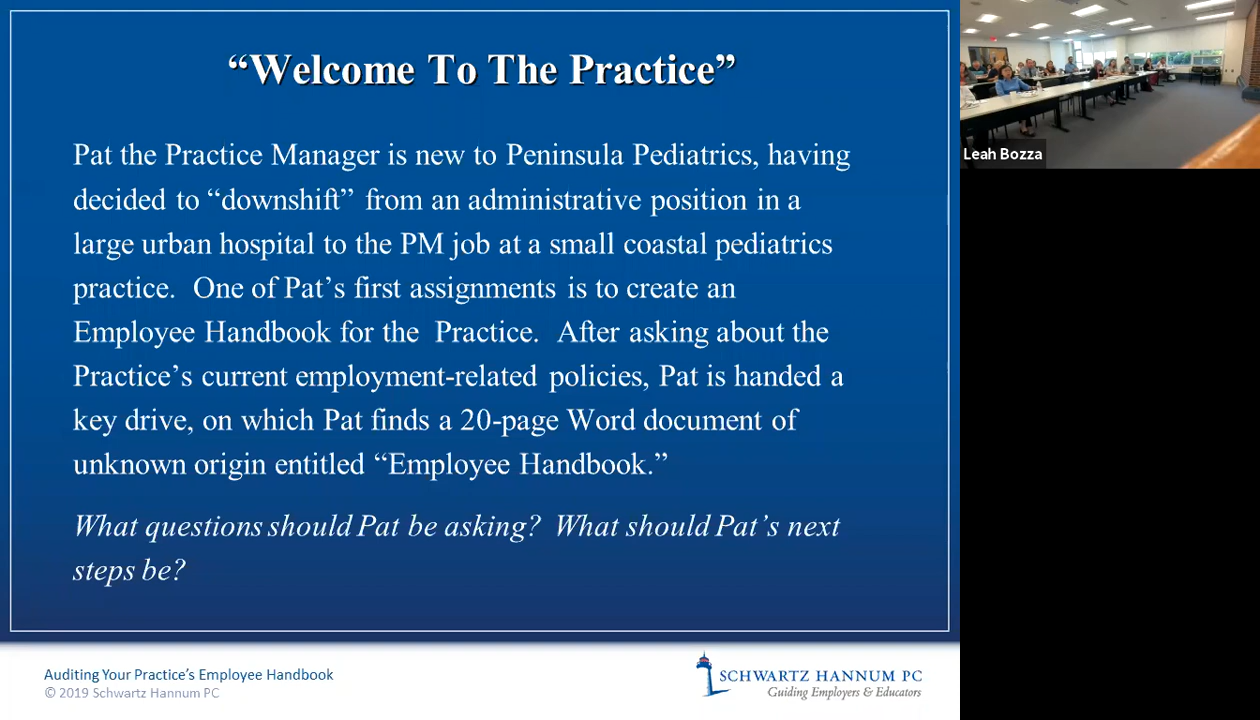 “Welcome To The Practice”
Pat the Practice Manager is new to Peninsula Pediatrics, having
decided to “downshift” from an administrative position in a
large urban hospital to the PM job at a small coastal pediatrics
practice.  One of Pat’s first assignments is to create an
Employee Handbook for the  Practice.  After asking about the
Practice’s current employment-related policies, Pat is handed a
key drive, on which Pat finds a 20-page Word document of
unknown origin entitled “Employee Handbook.”
What questions should Pat be asking?  What should Pat’s next
steps be?
Auditing Your Practice’s Employee Handbook
© 2019 Schwartz Hannum PC
SCHWARTZ HANNUM PC
Guiding Employers & Educators
Leah Bozza